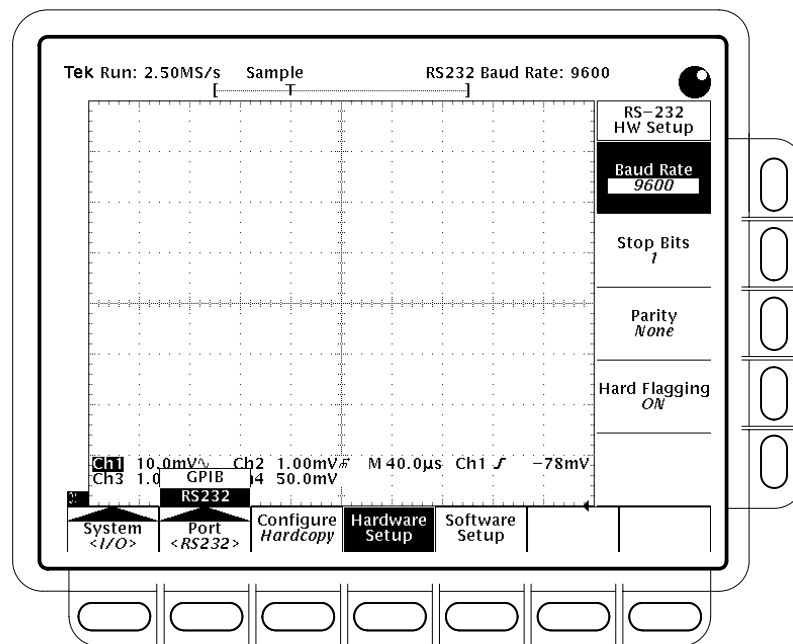 Tek Run: 2.50MS/s Sample RS232 Baud Rate: 9600
[ T ]
RS-232
HW Setup
Baud Rate
9600
Stop Bits
1
Parity
None
Hard Flagging
ON
Ch1 10.0mV Ch2 1.00mV M 40.0µs Ch1 -78mV
Ch3 1.0 4 50.0mV
GPIB
RS232
System
<I/O>
Port
<RS232>
Configure
Hardcopy
Hardware
Setup
Software
Setup